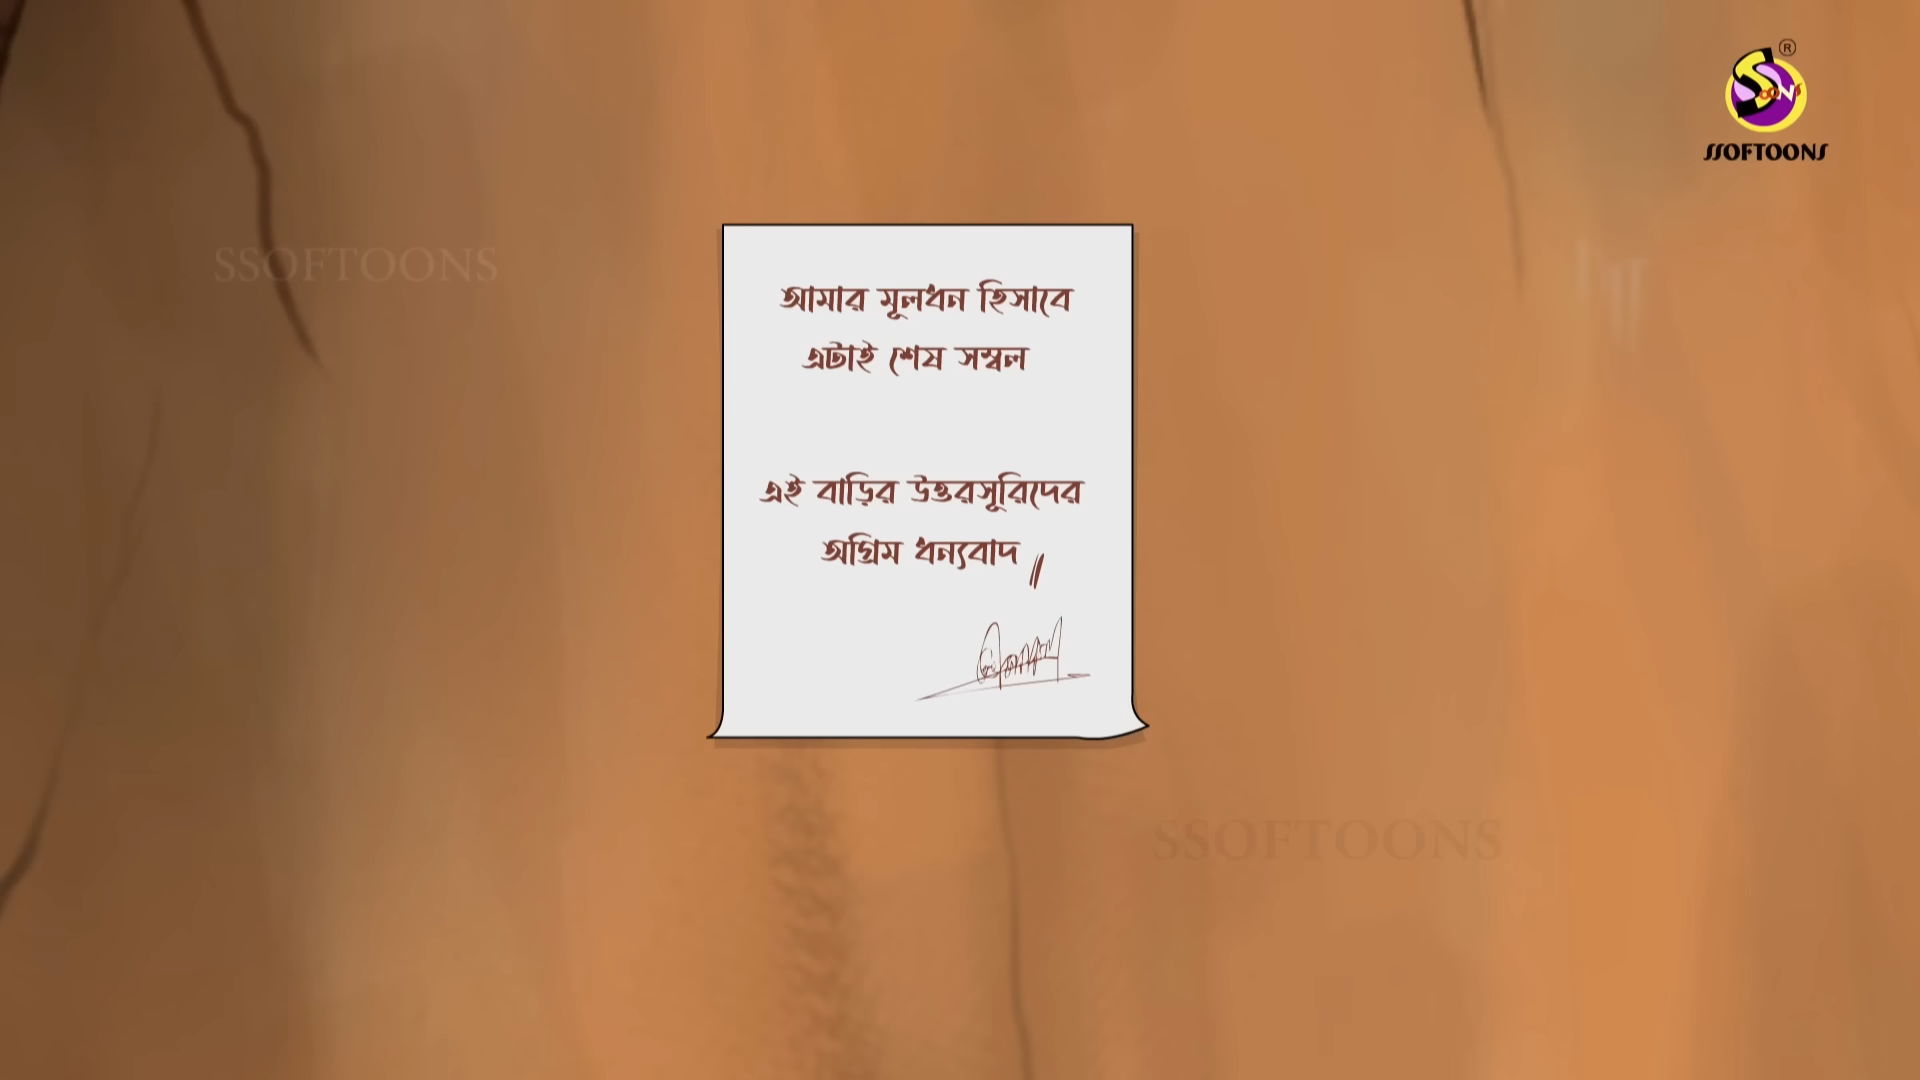 SSOFTOONS
SSOFTOONS
আমার মূলধন হিসাবে
এটাই শেষ সম্বল
এই বাড়ির উত্তরসূরিদের
অগ্রিম ধন্যবাদ ॥
SSOFTOONS